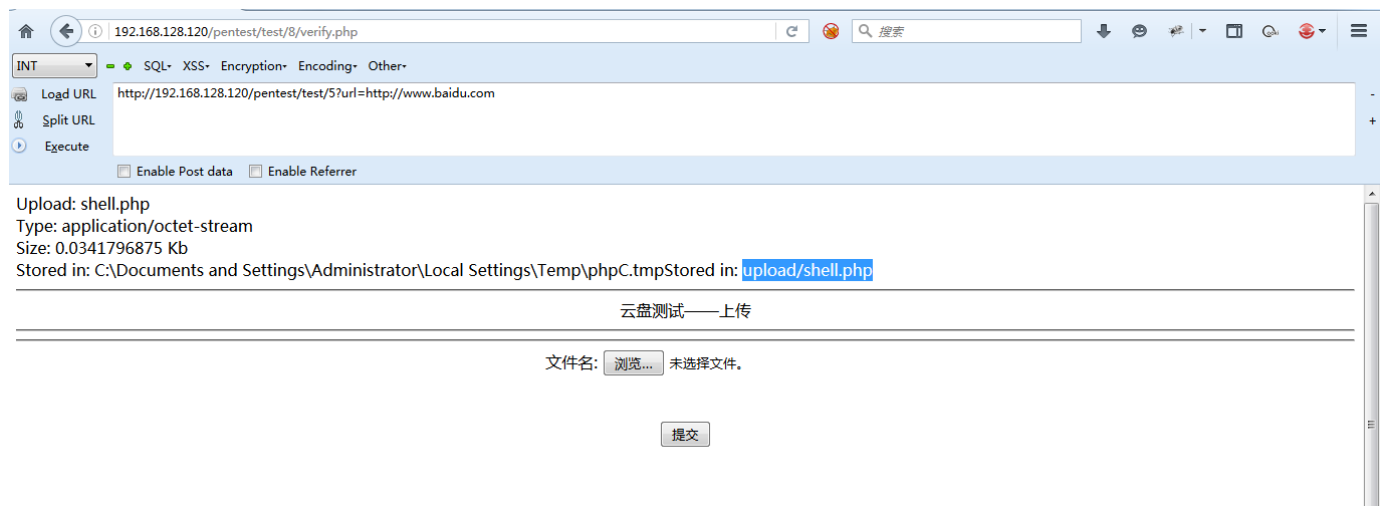 192.168.128.120/pentest/test/8/verify.php
搜索
INT SQL▾ XSS▾ Encryption▾ Encoding▾ Other▾
Load URL http://192.168.128.120/pentest/test/5?url=http://www.baidu.com
Split URL
Execute
Enable Post data Enable Referrer
Upload: shell.php
Type: application/octet-stream
Size: 0.0341796875 Kb
Stored in: C:\Documents and Settings\Administrator\Local Settings\Temp\phpC.tmpStored in: upload/shell.php
云盘测试——上传
文件名: 浏览... 未选择文件。
提交